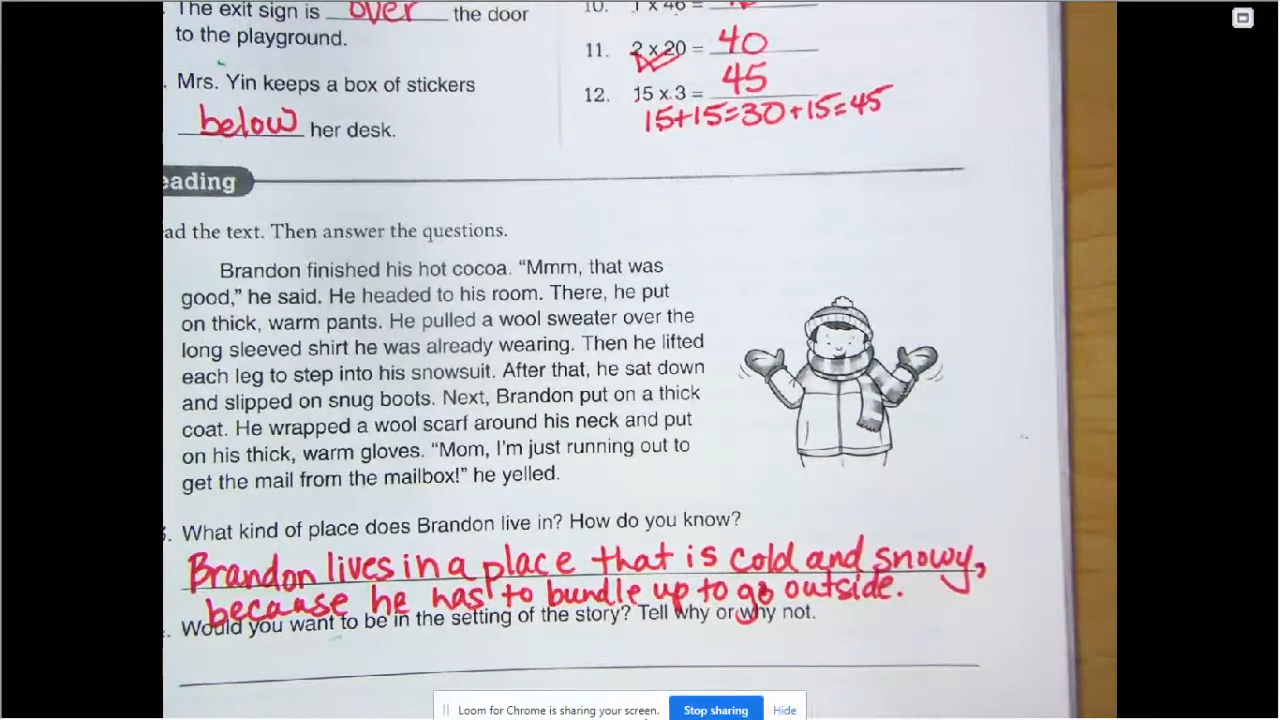 The exit sign is over the door
to the playground.
Mrs. Yin keeps a box of stickers
below her desk.
10. 1 x 46 =
11. 2 x 20 = 40
12. 15 x 3 = 45
15+15=30+15=45
eading
ad the text. Then answer the questions.
Brandon finished his hot cocoa. “Mmm, that was
good,” he said. He headed to his room. There, he put
on thick, warm pants. He pulled a wool sweater over the
long sleeved shirt he was already wearing. Then he lifted
each leg to step into his snowsuit. After that, he sat down
and slipped on snug boots. Next, Brandon put on a thick
coat. He wrapped a wool scarf around his neck and put
on his thick, warm gloves. “Mom, I’m just running out to
get the mail from the mailbox!” he yelled.
What kind of place does Brandon live in? How do you know?
Brandon lives in a place that is cold and snowy,
because he has to bundle up to go outside.
Would you want to be in the setting of the story? Tell why or why not.
Loom for Chrome is sharing your screen.
Stop sharing
Hide